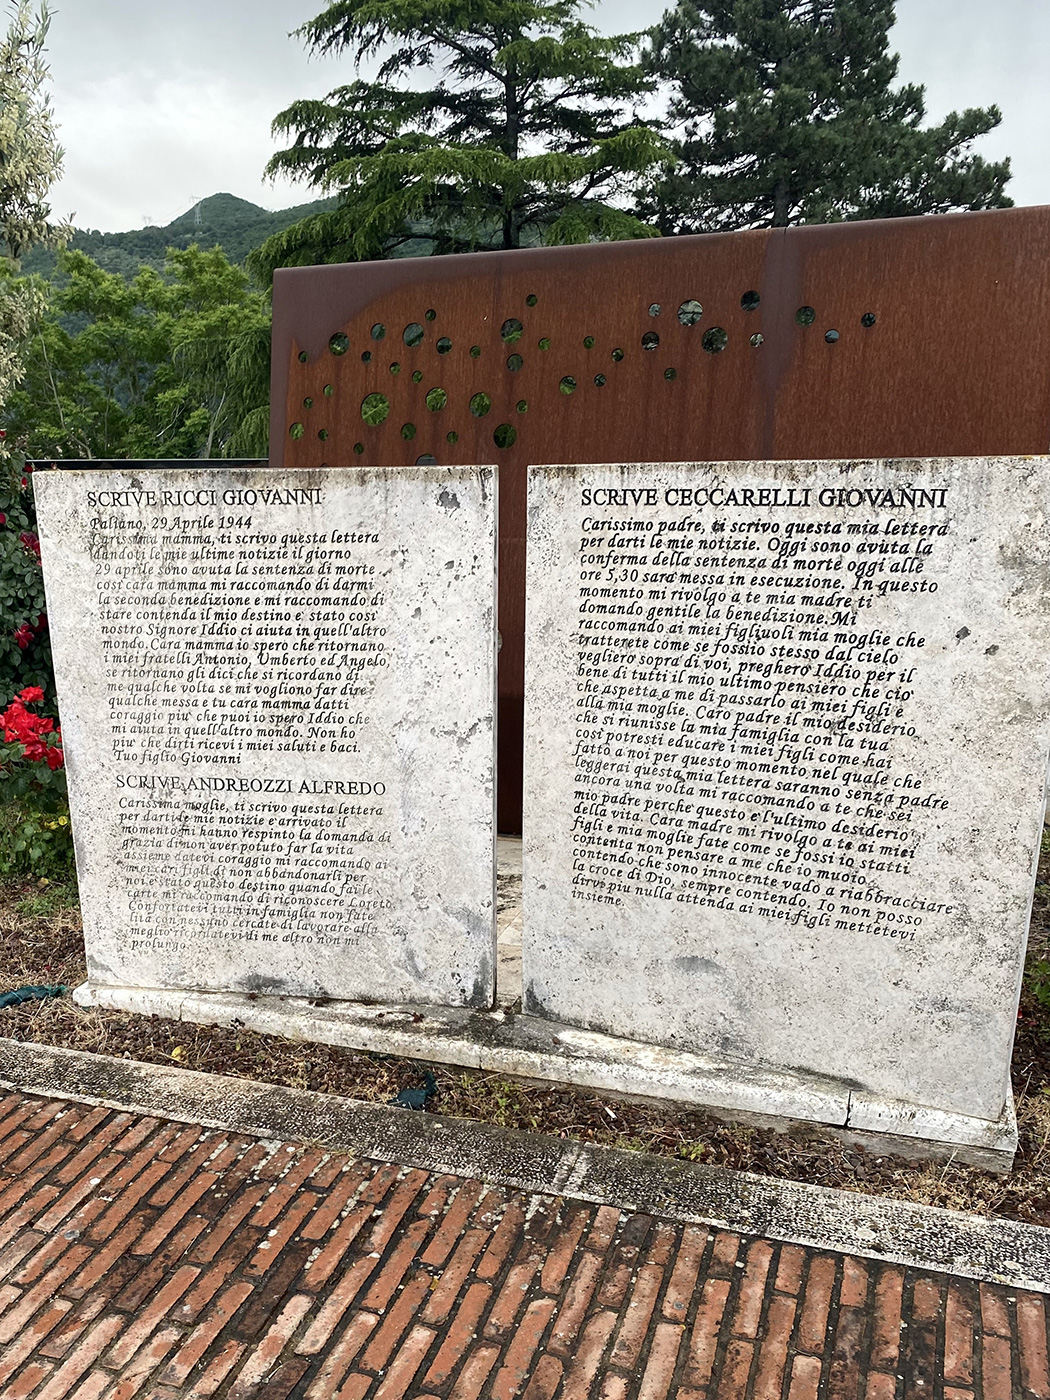 SCRIVE RICCI GIOVANNI
Paliano, 29 Aprile 1944
Carissima mamma, ti scrivo questa lettera
dandoti le mie ultime notizie il giorno
29 aprile sono avuta la sentenza di morte
cosi' cara mamma mi raccomando di darmi
la seconda benedizione e mi raccomando di
stare contenda il mio destino e' stato cosi'
nostro Signore Iddio ci aiuta in quell'altro
mondo. Cara mamma io spero che ritornano
i miei fratelli Antonio, Umberto ed Angelo,
se ritornano gli dici che si ricordano di
me qualche volta se mi vogliono far dire
qualche messa e tu cara mamma datti
coraggio piu' che puoi io spero Iddio che
mi aiuta in quell'altro mondo. Non ho
piu' che dirti ricevi i miei saluti e baci.
Tuo figlio Giovanni
SCRIVE ANDREOZZI ALFREDO
Carissima moglie, ti scrivo questa lettera
per darti le mie notizie e' arrivato il
momento mi hanno respinto la domanda di
grazia di non aver potuto far la vita
assieme datevi coraggio mi raccomando ai
miei cari figli di non abbandonarli per
noi e' stato questo destino quando fai le
carte mi raccomando di riconoscere Loreto
Confortatevi tutti in famiglia non fate
lita con nessuno cercate di lavorare alla
meglio ricordatevi di me altro non mi
prolungo.
SCRIVE CECCARELLI GIOVANNI
Carissimo padre, ti scrivo questa mia lettera
per darti le mie notizie. Oggi sono avuta la
conferma della sentenza di morte oggi alle
ore 5,30 sara' messa in esecuzione. In questo
momento mi rivolgo a te mia madre ti
domando gentile la benedizione. Mi
raccomando ai miei figliuoli mia moglie che
tratterete come se fossi io stesso dal cielo
vegliero' sopra di voi, preghero' Iddio per il
bene di tutti il mio ultimo pensiero che cio'
che aspetta a me di passarlo ai miei figli e
alla mia moglie. Caro padre il mio desiderio
che si riunisse la mia famiglia con la tua
cosi potresti educare i miei figli come hai
fatto a noi per questo momento nel quale che
leggerai questa mia lettera saranno senza padre
ancora una volta mi raccomando a te che sei
mio padre perche' questo e' l'ultimo desiderio
della vita. Cara madre mi rivolgo a te ai miei
figli e mia moglie fate come se fossi io statti
contenta non pensare a me che io muoio
contendo che sono innocente vado a riabbracciare
la croce di Dio, sempre contendo. Io non posso
dirvi piu nulla attenda ai miei figli mettetevi
insieme.